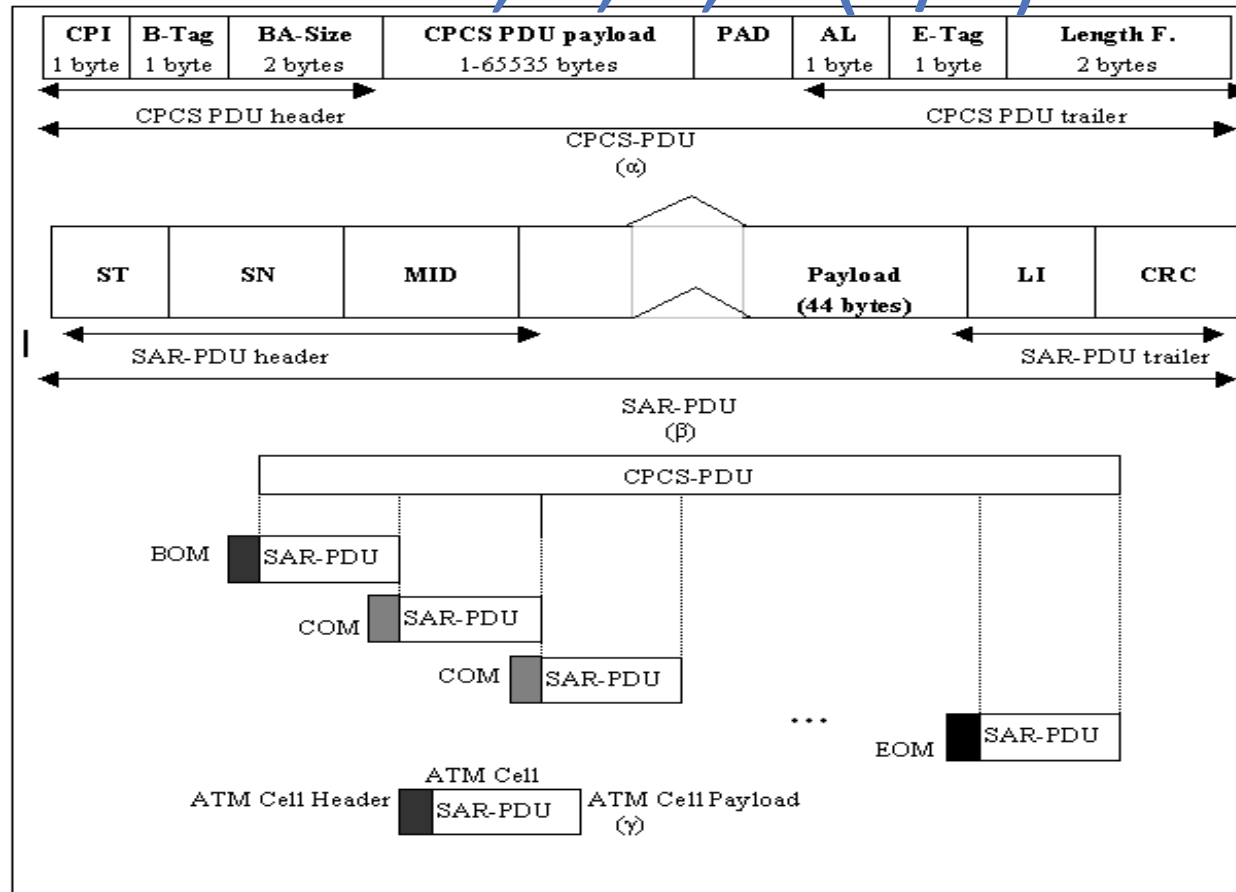 CPI B-Tag BA-Size CPCS PDU payload PAD AL E-Tag Length F.
1 byte 1 byte 2 bytes 1-65535 bytes 1 byte 1 byte 2 bytes
CPCS PDU header CPCS PDU trailer
CPCS-PDU
(α)
ST SN MID Payload LI CRC
(44 bytes)
SAR-PDU header SAR-PDU trailer
SAR-PDU
(β)
CPCS-PDU
BOM SAR-PDU
COM SAR-PDU
COM SAR-PDU
...
EOM SAR-PDU
ATM Cell
ATM Cell Header SAR-PDU ATM Cell Payload
(γ)